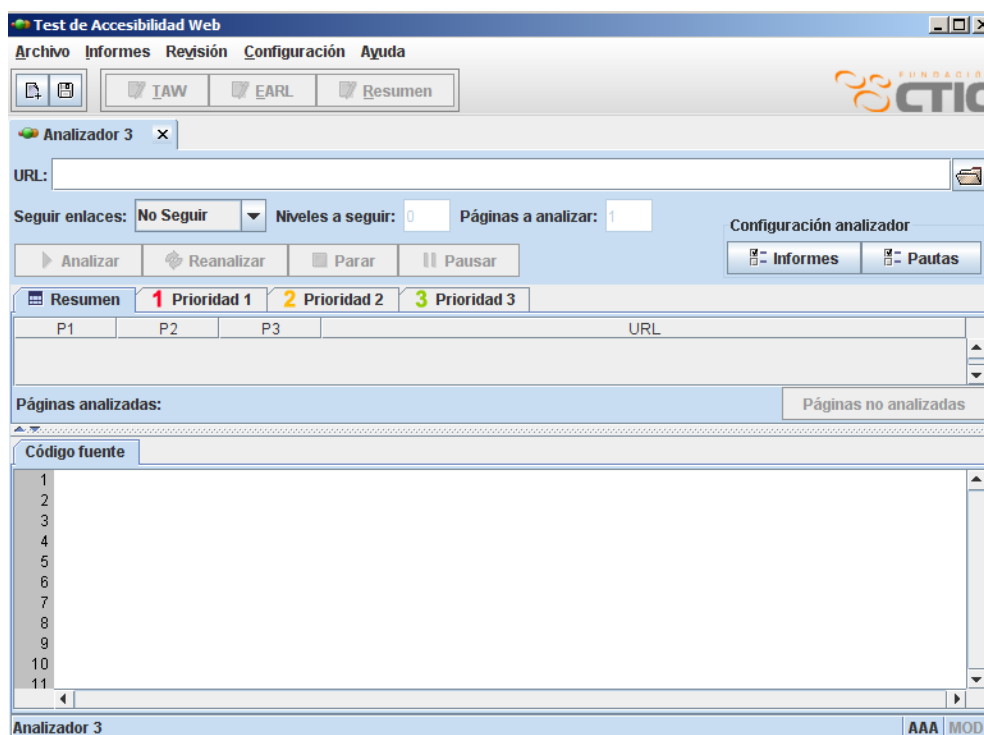 Test de Accesibilidad Web
Archivo Informes Revisión Configuración Ayuda
TAW EARL Resumen
FUNDACIÓ
CTIC
Analizador 3
URL:
Seguir enlaces: No Seguir Niveles a seguir: 0 Páginas a analizar: 1
Configuración analizador
Analizar Reanalizar Parar Pausar
Informes Pautas
Resumen 1 Prioridad 1 2 Prioridad 2 3 Prioridad 3
P1 P2 P3 URL
Páginas analizadas: Páginas no analizadas
Código fuente
1
2
3
4
5
6
7
8
9
10
11
Analizador 3 AAA MOD